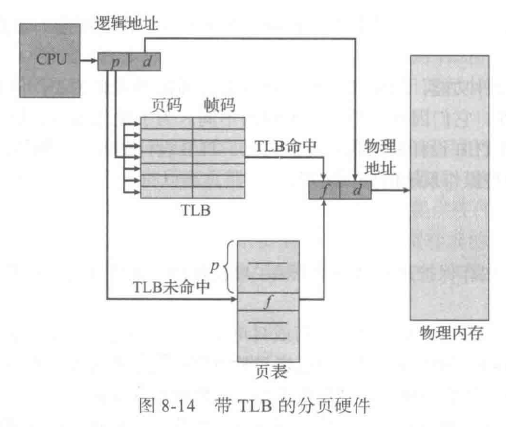 逻辑地址
CPU
p d
页码 帧码
TLB命中
物理
地址
f d
TLB
p
f
TLB未命中
页表
物理内存
图 8-14 带 TLB 的分页硬件